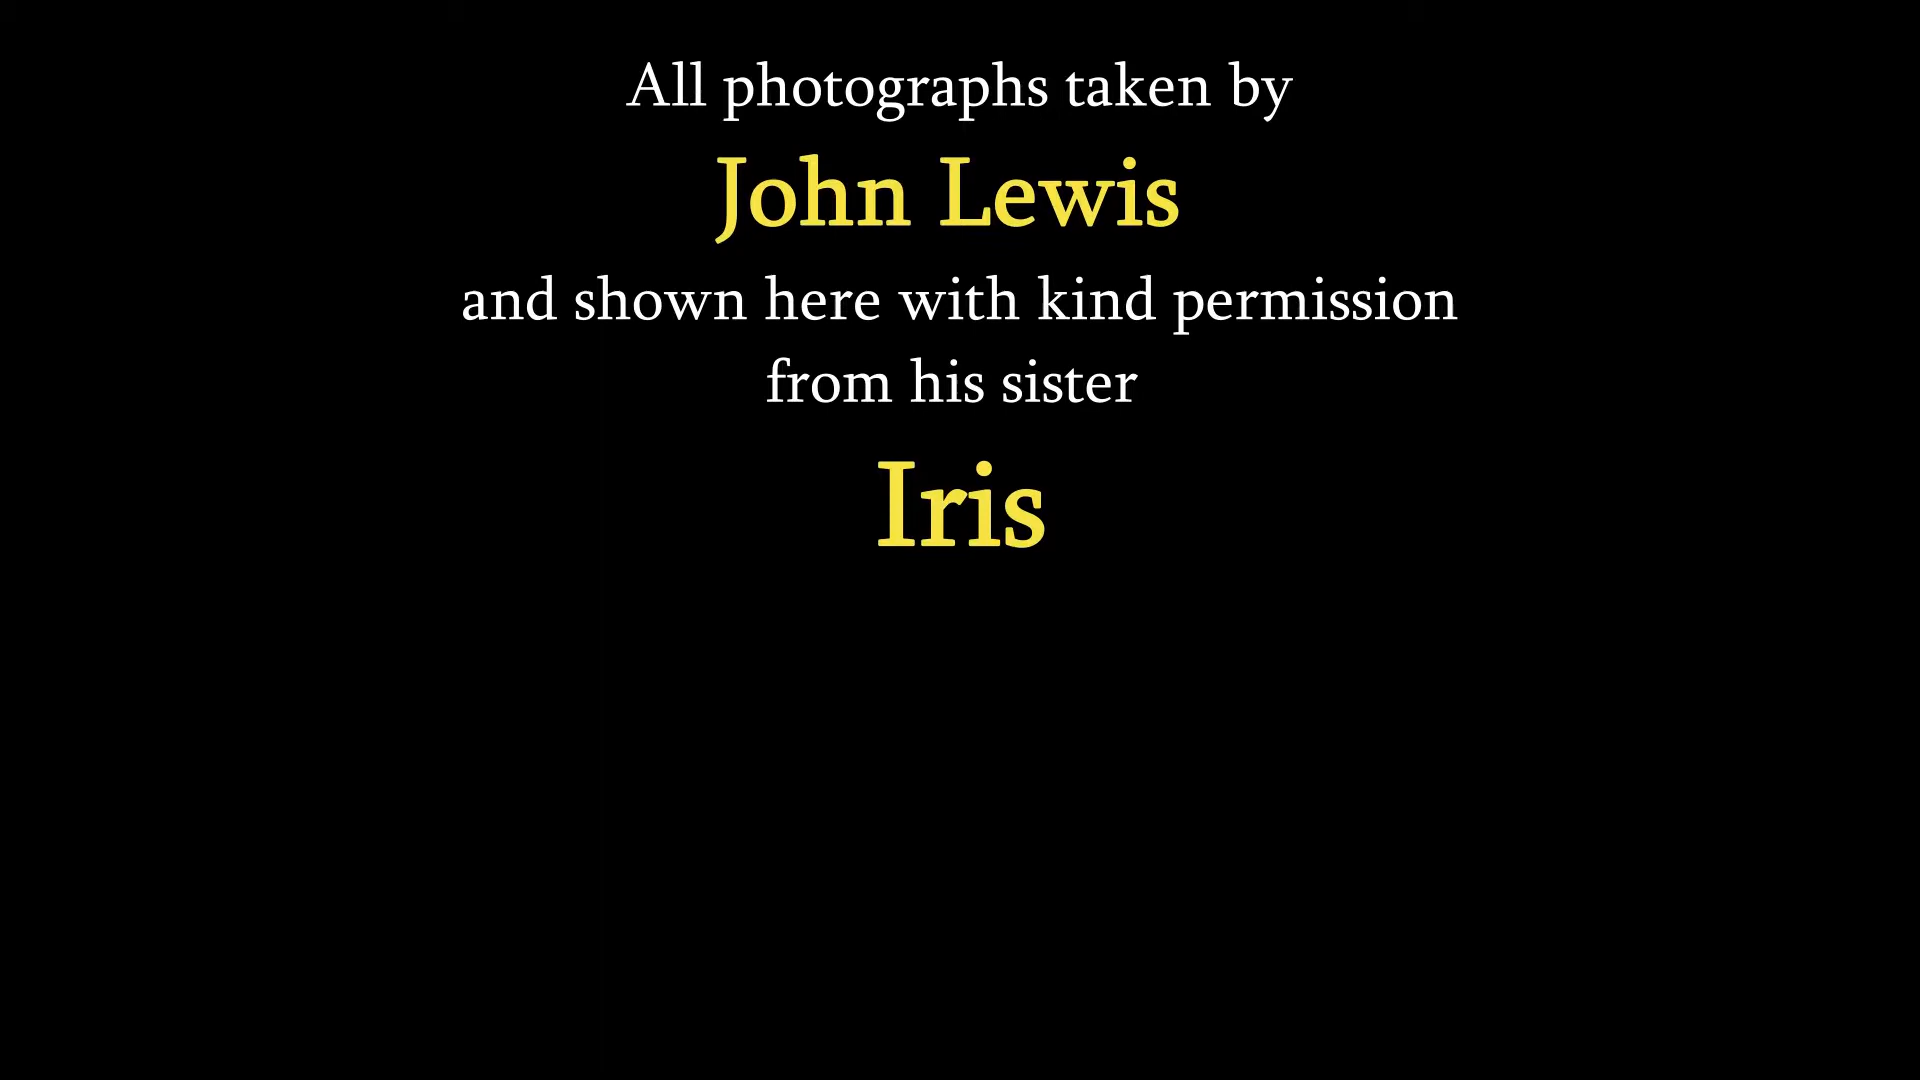 All photographs taken by
John Lewis
and shown here with kind permission
from his sister
Iris